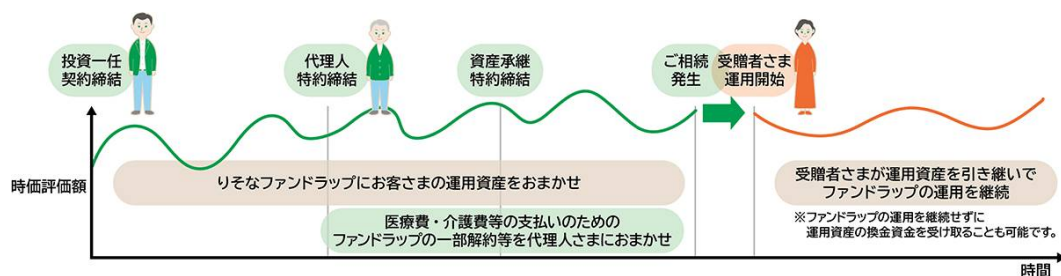 投資一任
契約締結
代理人
特約締結
資産承継
特約締結
ご相続
発生
受贈者さま
運用開始
時価評価額
りそなファンドラップにお客さまの運用資産をおまかせ
医療費・介護費等の支払いのための
ファンドラップの一部解約等を代理人さまにおまかせ
受贈者さまが運用資産を引き継いで
ファンドラップの運用を継続
※ファンドラップの運用を継続せずに
運用資産の換金資金を受け取ることも可能です。
時間